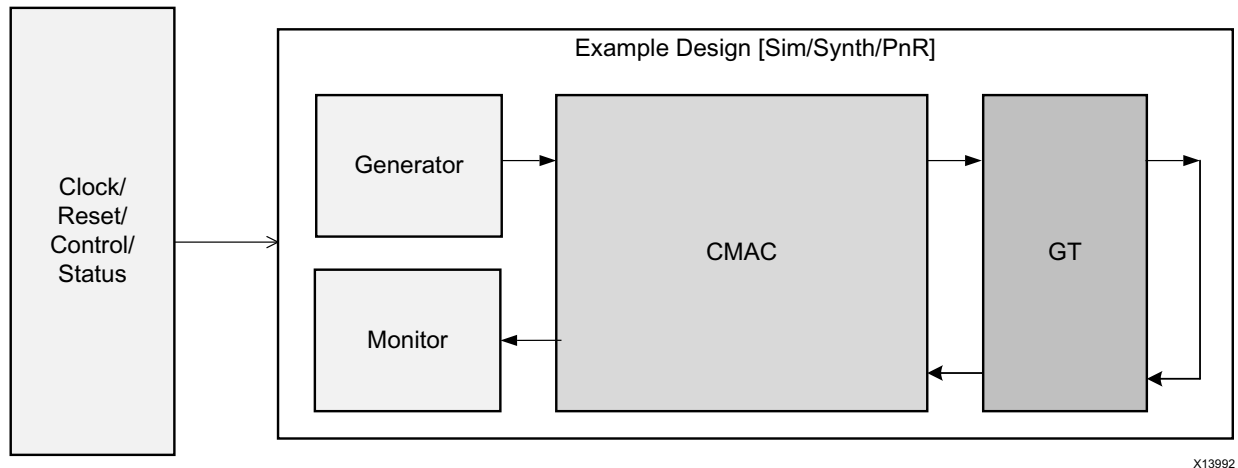 Example Design [Sim/Synth/PnR]
Clock/
Reset/
Control/
Status
Generator
Monitor
CMAC
GT
X13992